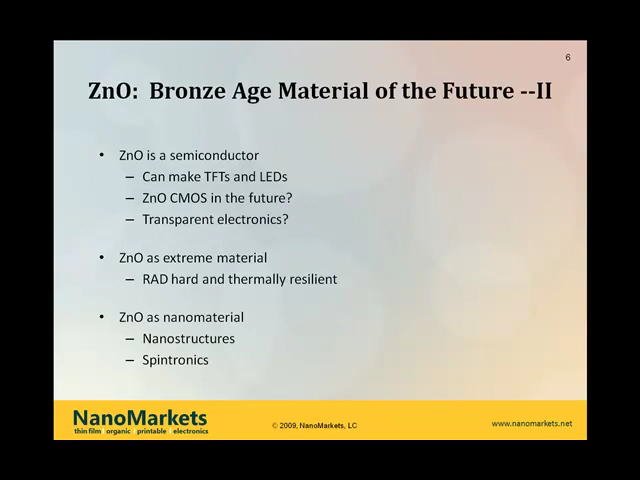 6
ZnO: Bronze Age Material of the Future --II
• ZnO is a semiconductor
– Can make TFTs and LEDs
– ZnO CMOS in the future?
– Transparent electronics?
• ZnO as extreme material
– RAD hard and thermally resilient
• ZnO as nanomaterial
– Nanostructures
– Spintronics
NanoMarkets
thin film | organic | printable | electronics
© 2009, NanoMarkets, LC
www.nanomarkets.net